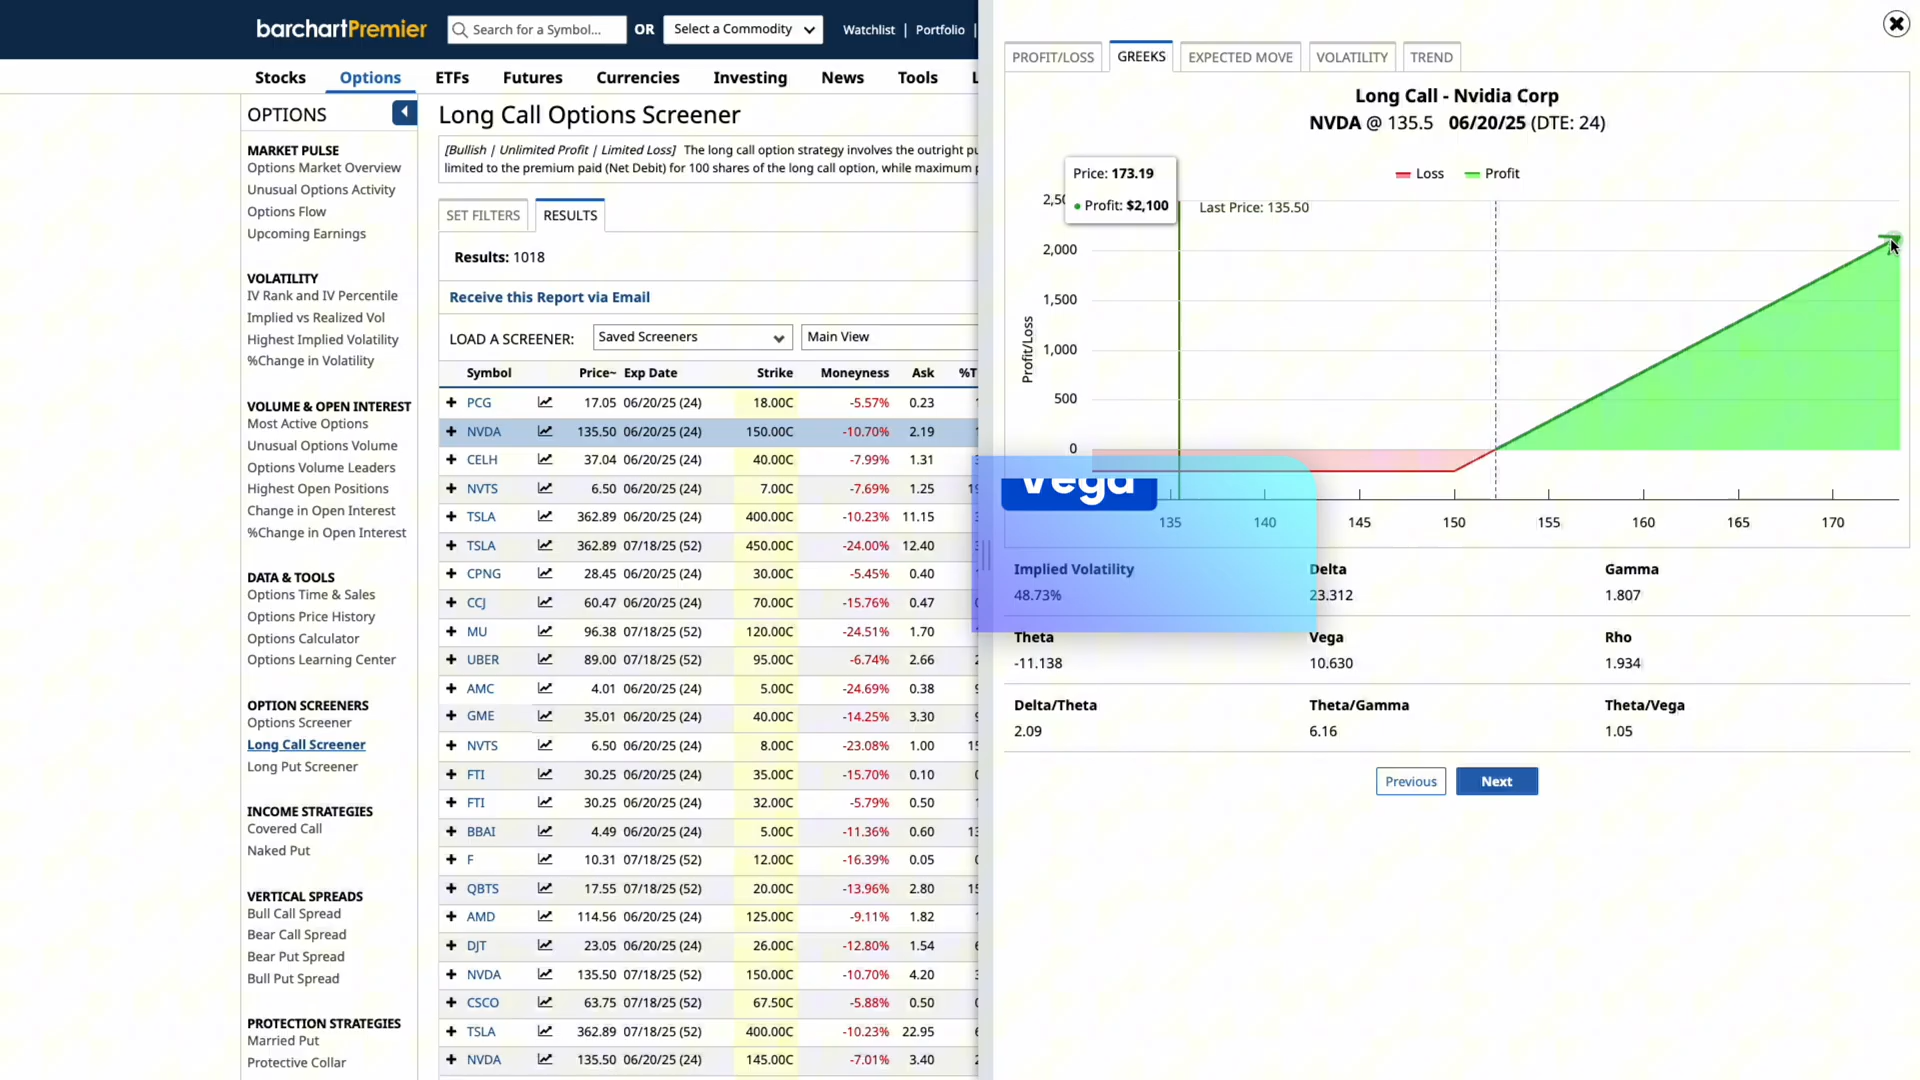 barchartPremier
Search for a Symbol...
OR
Select a Commodity
Watchlist | Portfolio |
Stocks Options ETFs Futures Currencies Investing News Tools
OPTIONS
MARKET PULSE
Options Market Overview
Unusual Options Activity
Options Flow
Upcoming Earnings
VOLATILITY
IV Rank and IV Percentile
Implied vs Realized Vol
Highest Implied Volatility
%Change in Volatility
VOLUME & OPEN INTEREST
Most Active Options
Unusual Options Volume
Options Volume Leaders
Highest Open Positions
Change in Open Interest
%Change in Open Interest
DATA & TOOLS
Options Time & Sales
Options Price History
Options Calculator
Options Learning Center
OPTION SCREENERS
Options Screener
Long Call Screener
Long Put Screener
INCOME STRATEGIES
Covered Call
Naked Put
VERTICAL SPREADS
Bull Call Spread
Bear Call Spread
Bear Put Spread
Bull Put Spread
PROTECTION STRATEGIES
Married Put
Protective Collar
Long Call Options Screener
[Bullish | Unlimited Profit | Limited Loss] The long call option strategy involves the outright
limited to the premium paid (Net Debit) for 100 shares of the long call option, while maximum
SET FILTERS RESULTS
Results: 1018
Receive this Report via Email
LOAD A SCREENER: Saved Screeners Main View
Symbol Price~ Exp Date Strike Moneyness Ask
PCG 17.05 06/20/25 (24) 18.00C -5.57% 0.23
NVDA 135.50 06/20/25 (24) 150.00C -10.70% 2.19
CELH 37.04 06/20/25 (24) 40.00C -7.99% 1.31
NVTS 6.50 06/20/25 (24) 7.00C -7.69% 1.25
TSLA 362.89 06/20/25 (24) 400.00C -10.23% 11.15
TSLA 362.89 07/18/25 (52) 450.00C -24.00% 12.40
CPNG 28.45 06/20/25 (24) 30.00C -5.45% 0.40
CCJ 60.47 06/20/25 (24) 70.00C -15.76% 0.47
MU 96.38 07/18/25 (52) 120.00C -24.51% 1.70
UBER 89.00 07/18/25 (52) 95.00C -6.74% 2.66
AMC 4.01 06/20/25 (24) 5.00C -24.69% 0.38
GME 35.01 06/20/25 (24) 40.00C -14.25% 3.30
NVTS 6.50 06/20/25 (24) 8.00C -23.08% 1.00
FTI 30.25 06/20/25 (24) 35.00C -15.70% 0.10
FTI 30.25 06/20/25 (24) 32.00C -5.79% 0.50
BBAI 4.49 06/20/25 (24) 5.00C -11.36% 0.60
F 10.31 07/18/25 (52) 12.00C -16.39% 0.05
QBTS 17.55 07/18/25 (52) 20.00C -13.96% 2.80
AMD 114.56 06/20/25 (24) 125.00C -9.11% 1.82
DJT 23.05 06/20/25 (24) 26.00C -12.80% 1.54
NVDA 135.50 07/18/25 (52) 150.00C -10.70% 4.20
CSCO 63.75 07/18/25 (52) 67.50C -5.88% 0.50
TSLA 362.89 07/18/25 (52) 400.00C -10.23% 22.95
NVDA 135.50 06/20/25 (24) 145.00C -7.01% 3.40
PROFIT/LOSS GREEKS EXPECTED MOVE VOLATILITY TREND
Long Call - Nvidia Corp
NVDA @ 135.5 06/20/25 (DTE: 24)
Loss Profit
Price: 173.19
Profit: $2,100
Last Price: 135.50
Profit/Loss
2,000
1,500
1,000
500
0
135 140 145 150 155 160 165 170
Vega
Implied Volatility Delta Gamma
48.73% 23.312 1.807
Theta Vega Rho
-11.138 10.630 1.934
Delta/Theta Theta/Gamma Theta/Vega
2.09 6.16 1.05
Previous Next